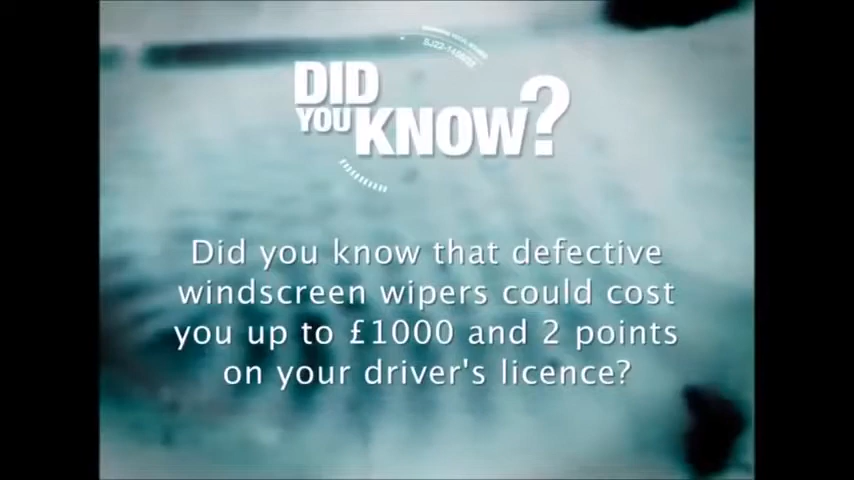 DID
YOU KNOW?
Did you know that defective
windscreen wipers could cost
you up to £1000 and 2 points
on your driver's licence?